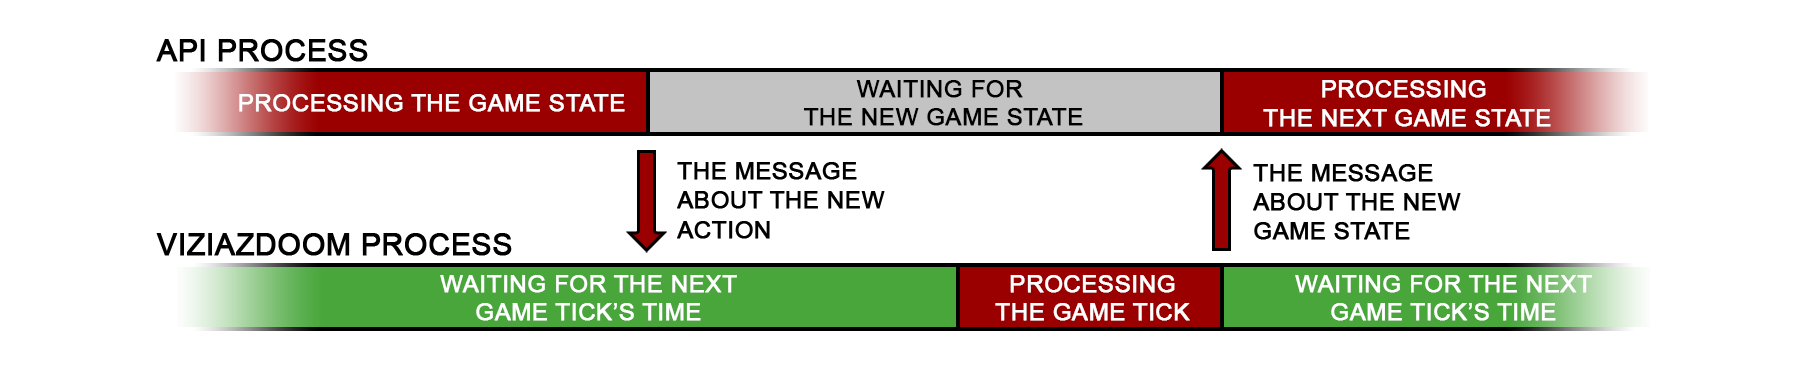 API PROCESS
PROCESSING THE GAME STATE
WAITING FOR
THE NEW GAME STATE
PROCESSING
THE NEXT GAME STATE
THE MESSAGE
ABOUT THE NEW
ACTION
THE MESSAGE
ABOUT THE NEW
GAME STATE
VIZIAZDOOM PROCESS
WAITING FOR THE NEXT
GAME TICK'S TIME
PROCESSING
THE GAME TICK
WAITING FOR THE NEXT
GAME TICK'S TIME